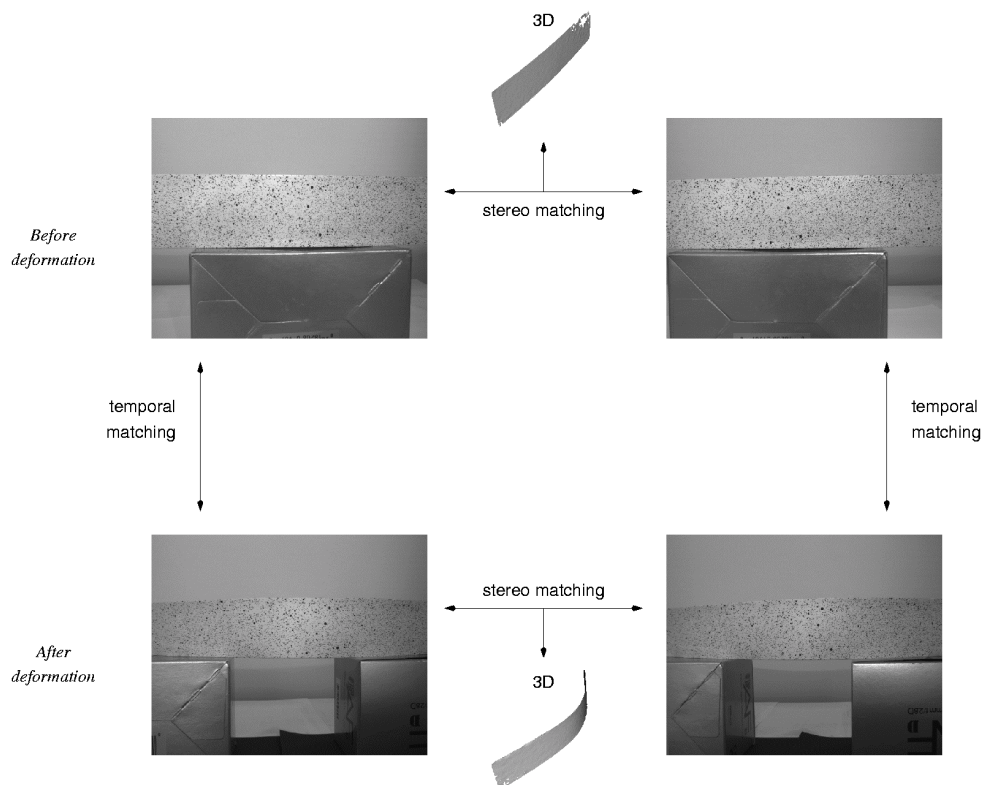 3D
stereo matching
Before
deformation
temporal
matching
temporal
matching
stereo matching
After
deformation
3D